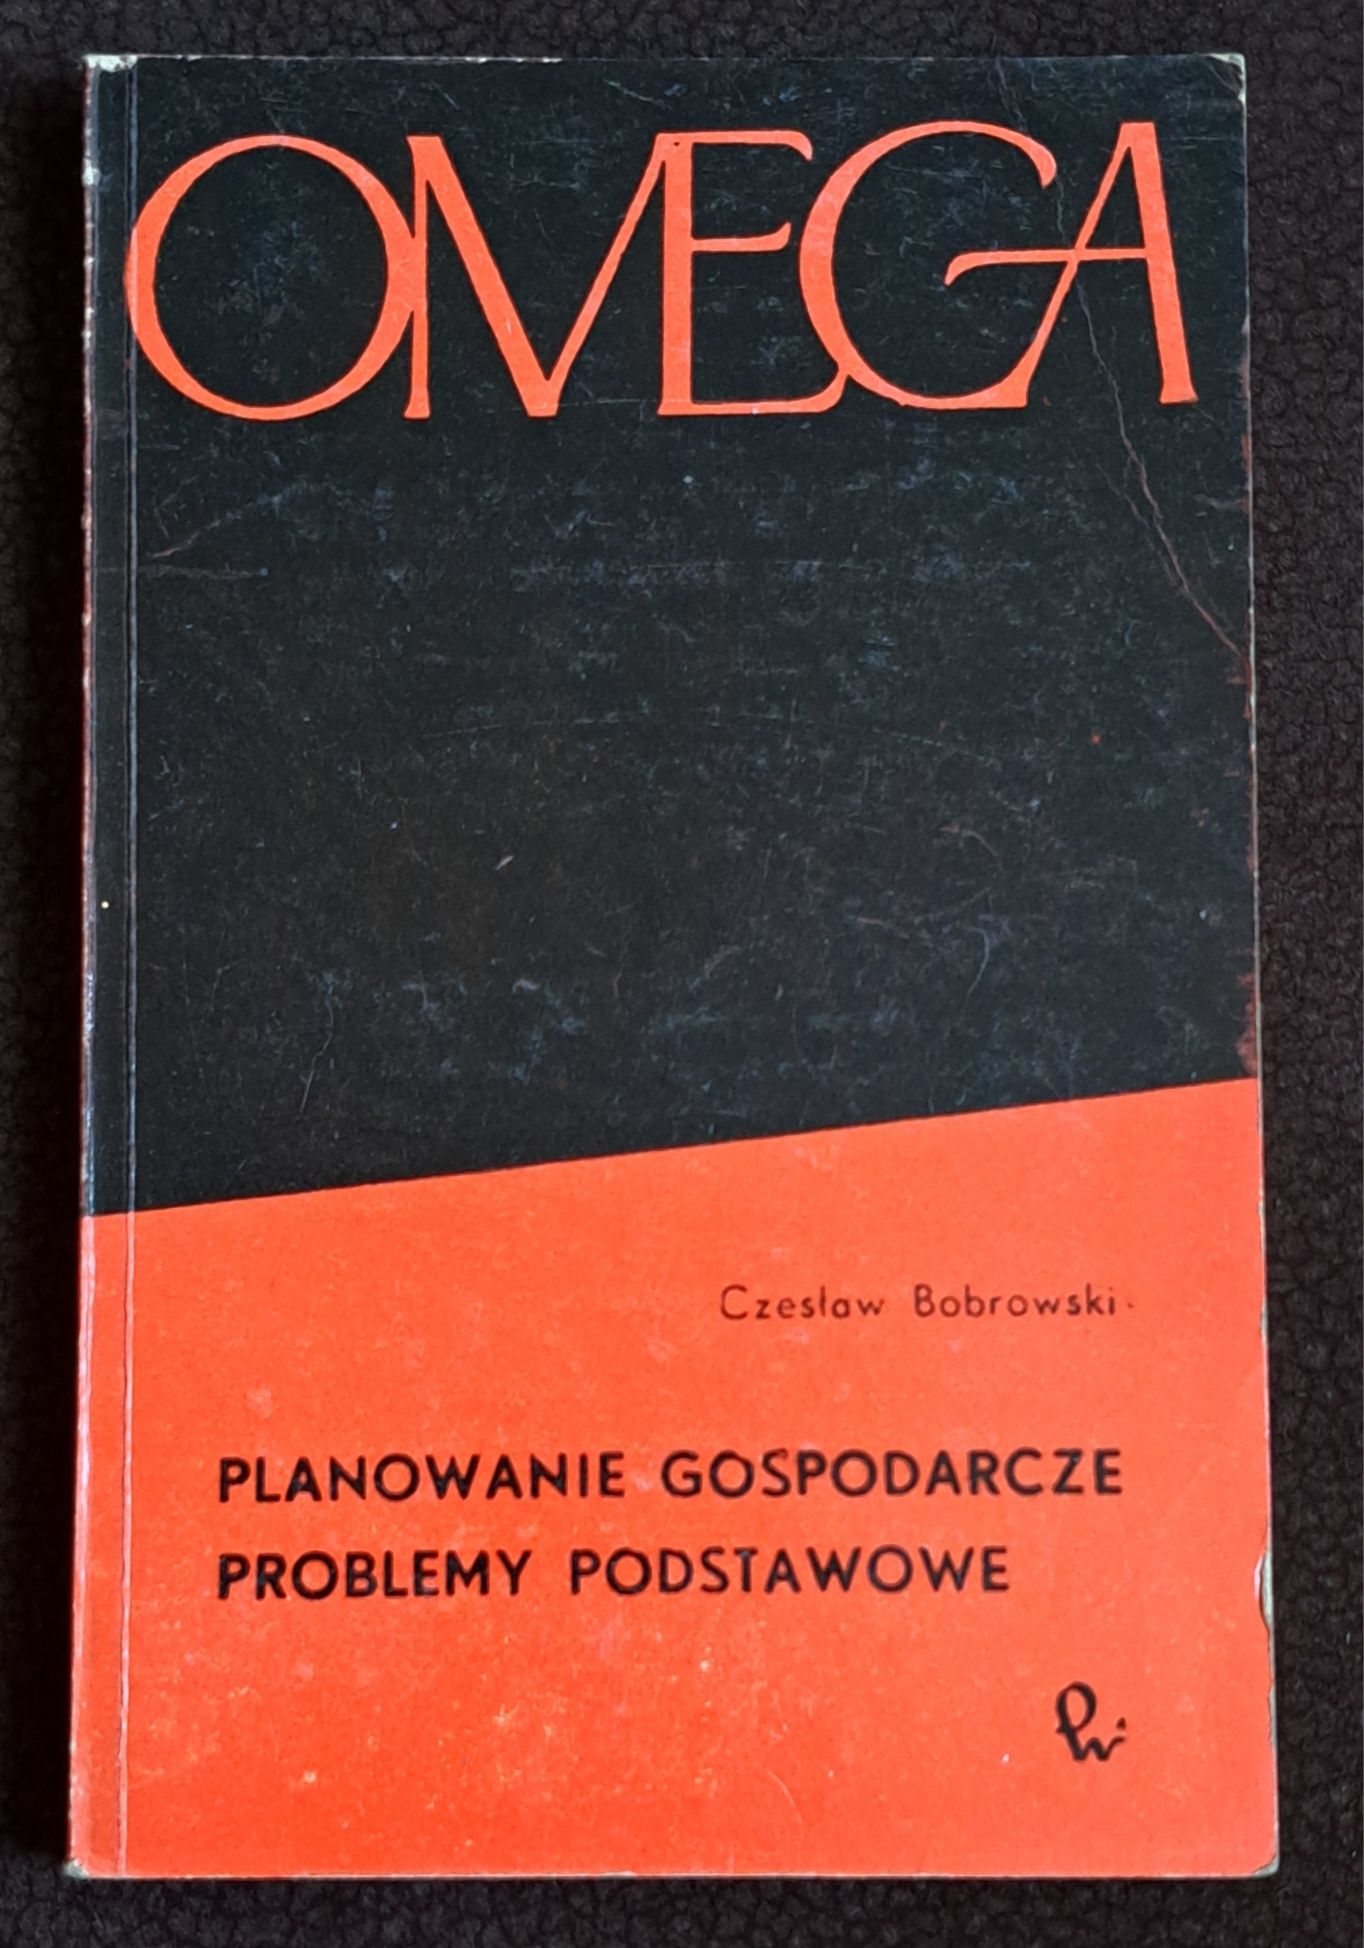 OMEGA
Czesław Bobrowski
PLANOWANIE GOSPODARCZE
PROBLEMY PODSTAWOWE